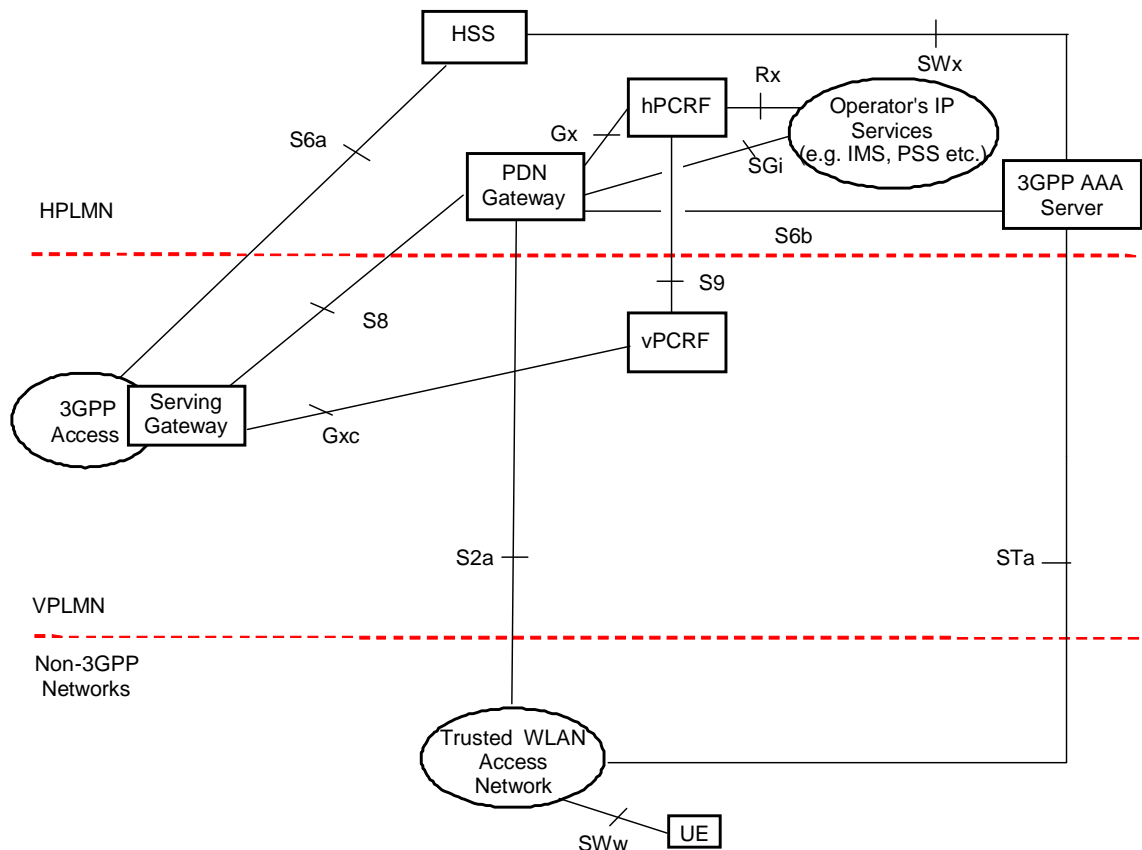 HSS
SWx
Rx
hPCRF
Operator's IP
Services
(e.g. IMS, PSS etc.)
S6a
Gx
SGi
PDN
Gateway
3GPP AAA
Server
HPLMN
S6b
S9
S8
vPCRF
3GPP
Access
Serving
Gateway
Gxc
S2a
STa
VPLMN
Non-3GPP
Networks
Trusted WLAN
Access
Network
SWw
UE